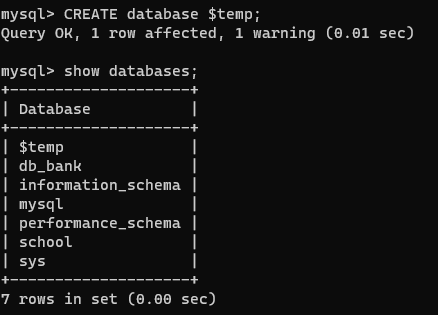 mysql> CREATE database $temp;
Query OK, 1 row affected, 1 warning (0.01 sec)
mysql> show databases;
+--------------------+
| Database           |
+--------------------+
| $temp              |
| db_bank            |
| information_schema |
| mysql              |
| performance_schema |
| school             |
| sys                |
+--------------------+
7 rows in set (0.00 sec)